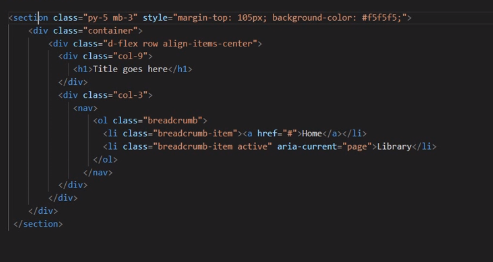 <section class="py-5 mb-3" style="margin-top: 105px; background-color: #f5f5f5;">
<div class="container">
<div class="d-flex row align-items-center">
<div class="col-9">
<h1>Title goes here</h1>
</div>
<div class="col-3">
<nav>
<ol class="breadcrumb">
<li class="breadcrumb-item"><a href="#">Home</a></li>
<li class="breadcrumb-item active" aria-current="page">Library</li>
</ol>
</nav>
</div>
</div>
</div>
</section>